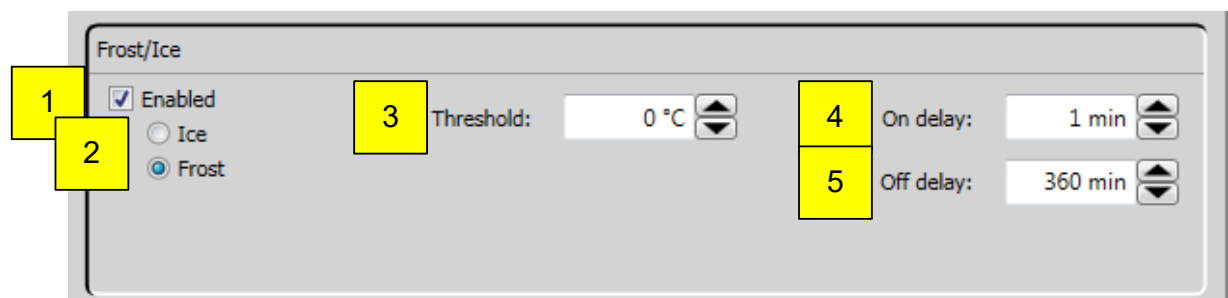 Frost/Ice
1 Enabled
2 Ice
Frost
3 Threshold: 0 °C
4 On delay: 1 min
5 Off delay: 360 min